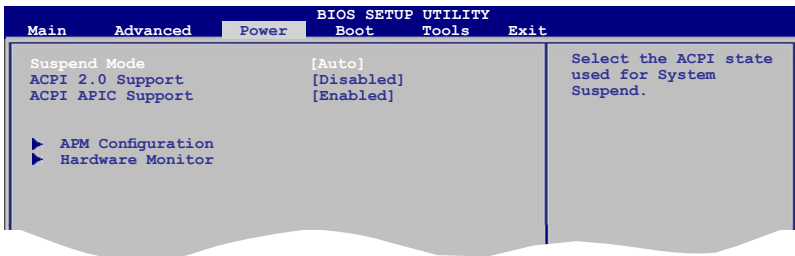 BIOS SETUP UTILITY
Main Advanced Power Boot Tools Exit
Suspend Mode [Auto]
ACPI 2.0 Support [Disabled]
ACPI APIC Support [Enabled]
APM Configuration
Hardware Monitor
Select the ACPI state
used for System
Suspend.